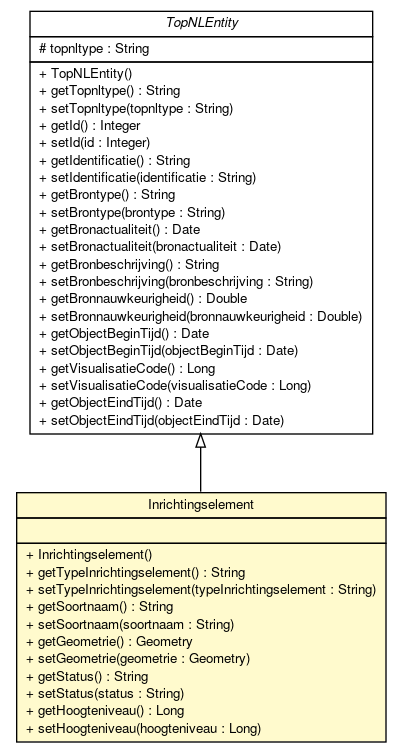 TopNLEntity
# topnltype : String
+ TopNLEntity()
+ getTopnltype() : String
+ setTopnltype(topnltype : String)
+ getId() : Integer
+ setId(id : Integer)
+ getIdentificatie() : String
+ setIdentificatie(identificatie : String)
+ getBrontype() : String
+ setBrontype(brontype : String)
+ getBronactualiteit() : Date
+ setBronactualiteit(bronactualiteit : Date)
+ getBronbeschrijving() : String
+ setBronbeschrijving(bronbeschrijving : String)
+ getBronnauwkeurigheid() : Double
+ setBronnauwkeurigheid(bronnauwkeurigheid : Double)
+ getObjectBeginTijd() : Date
+ setObjectBeginTijd(objectBeginTijd : Date)
+ getVisualisatieCode() : Long
+ setVisualisatieCode(visualisatieCode : Long)
+ getObjectEindTijd() : Date
+ setObjectEindTijd(objectEindTijd : Date)
Inrichtingselement
+ Inrichtingselement()
+ getTypeInrichtingselement() : String
+ setTypeInrichtingselement(typeInrichtingselement : String)
+ getSoortnaam() : String
+ setSoortnaam(soortnaam : String)
+ getGeometrie() : Geometry
+ setGeometrie(geometrie : Geometry)
+ getStatus() : String
+ setStatus(status : String)
+ getHoogteniveau() : Long
+ setHoogteniveau(hoogteniveau : Long)